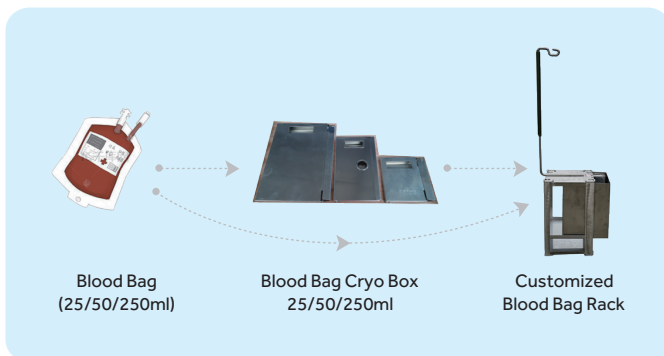 Blood Bag
(25/50/250ml)
Blood Bag Cryo Box
25/50/250ml
Customized
Blood Bag Rack